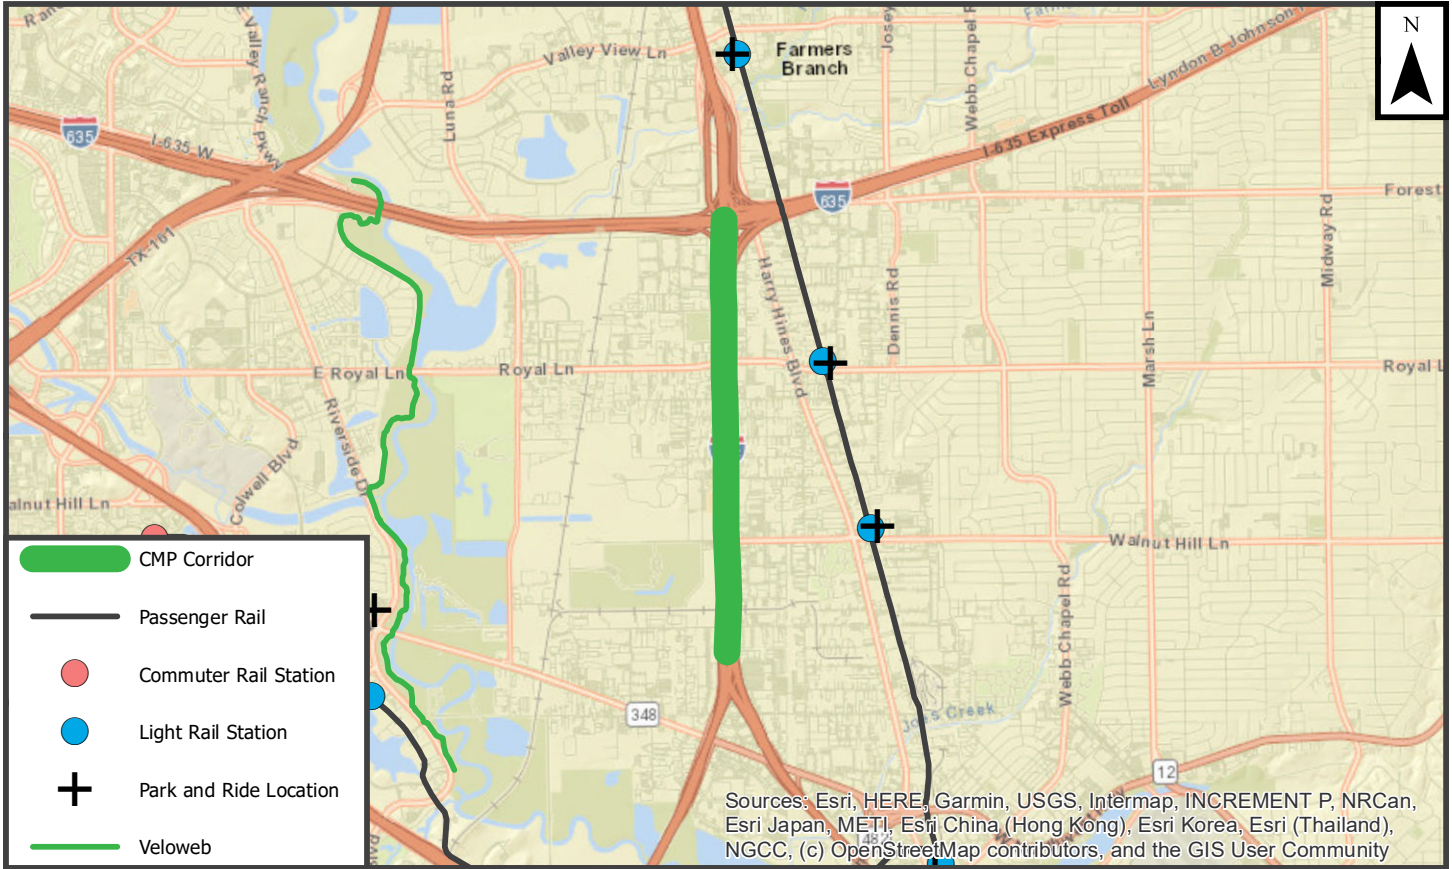 N
Farmers
Branch
Valley View Ln
Josey
Webb Chapel R
Lyndon B Johnson
Luna Rd
Valley Ranch Pkwy
635
I-635 W
I-635 Express Toll
635
Forest
TX-161
Midway Rd
Harry Hines Blvd
Dennis Rd
Marsh Ln
E Royal Ln
Royal Ln
Royal L
Riverside Dr
Colwell Blvd
alnut Hill Ln
Walnut Hill Ln
Webb Chapel Rd
348
Joes Creek
12
CMP Corridor
Passenger Rail
Commuter Rail Station
Light Rail Station
Park and Ride Location
Veloweb
Sources: Esri, HERE, Garmin, USGS, Intermap, INCREMENT P, NRCan,
Esri Japan, METI, Esri China (Hong Kong), Esri Korea, Esri (Thailand),
NGCC, (c) OpenStreetMap contributors, and the GIS User Community